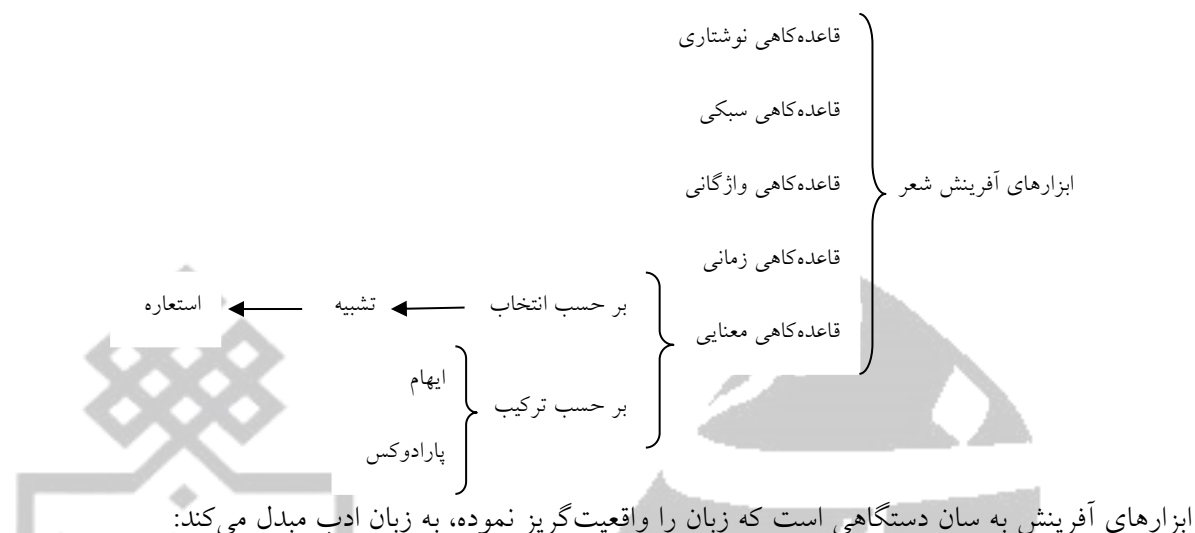 قاعده‌کاهی نوشتاری
قاعده‌کاهی سبکی
ابزارهای آفرینش شعر
قاعده‌کاهی واژگانی
قاعده‌کاهی زمانی
بر حسب انتخاب
تشبیه
استعاره
قاعده‌کاهی معنایی
ایهام
بر حسب ترکیب
پارادوکس
ابزارهای آفرینش به سان دستگاهی است که زبان را واقعیت‌گریز نموده، به زبان ادب مبدل می‌کند: